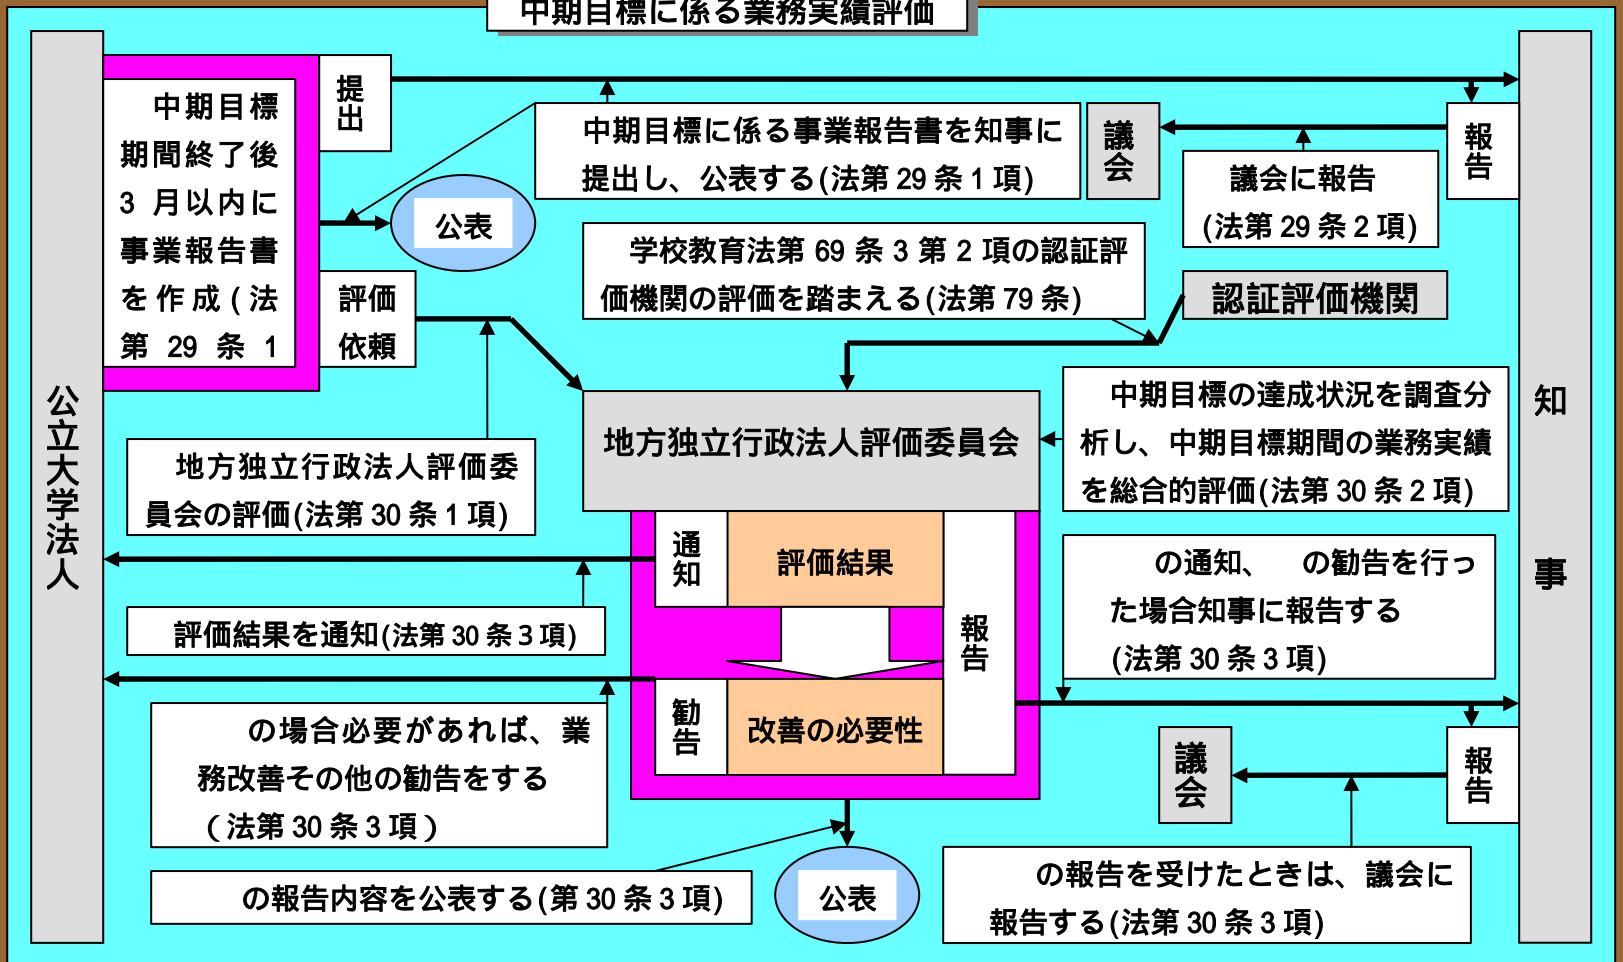 中期目標に係る業務実績評価
公立大学法人
中期目標
期間終了後
3 月以内に
事業報告書
を作成(法
第 29 条 1
提出
公表
評価
依頼
中期目標に係る事業報告書を知事に
提出し、公表する(法第 29 条 1 項)
議会
報告
議会に報告
(法第 29 条 2 項)
学校教育法第 69 条 3 第 2 項の認証評
価機関の評価を踏まえる(法第 79 条)
認証評価機関
知事
地方独立行政法人評価委員会
中期目標の達成状況を調査分
析し、中期目標期間の業務実績
を総合的評価(法第 30 条 2 項)
地方独立行政法人評価委
員会の評価(法第 30 条 1 項)
通知
評価結果
報告
の通知、 の勧告を行っ
た場合知事に報告する
(法第 30 条 3 項)
評価結果を通知(法第 30 条 3 項)
勧告
改善の必要性
の場合必要があれば、業
務改善その他の勧告をする
（法第 30 条 3 項）
議会
報告
の報告内容を公表する(第 30 条 3 項)
公表
の報告を受けたときは、議会に
報告する(法第 30 条 3 項)